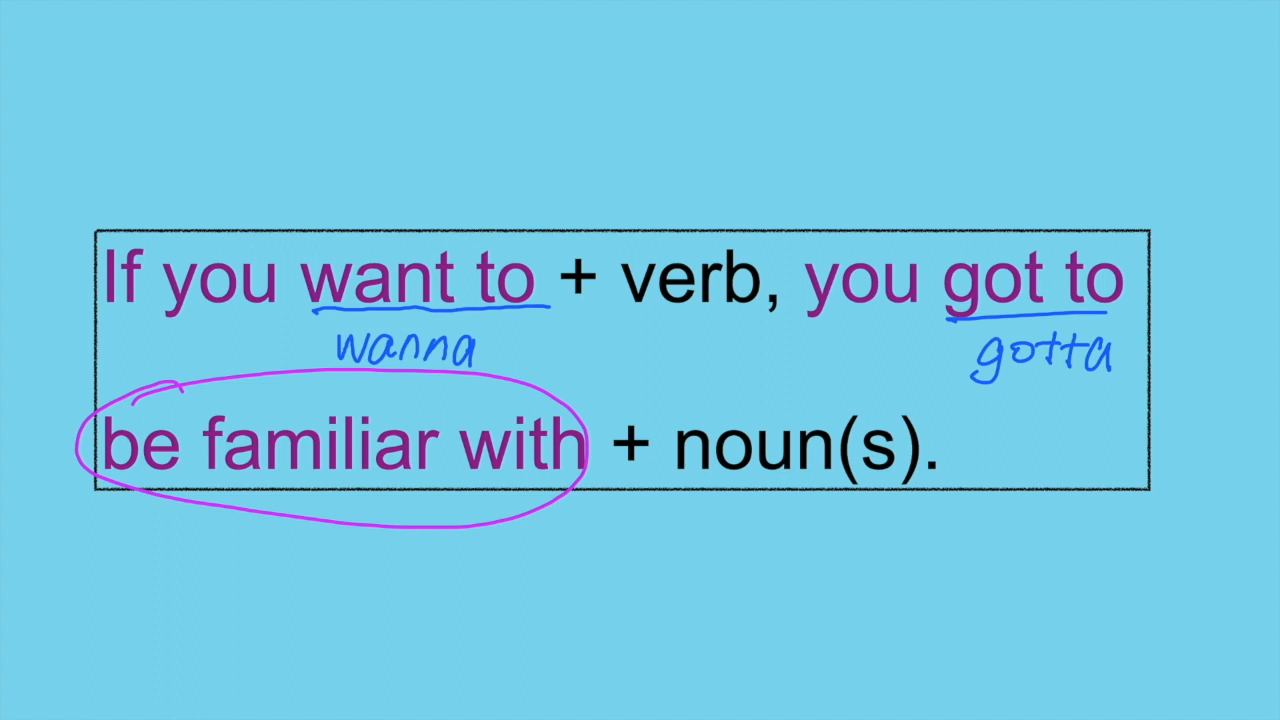 If you want to + verb, you got to
wanna gotta
be familiar with + noun(s).